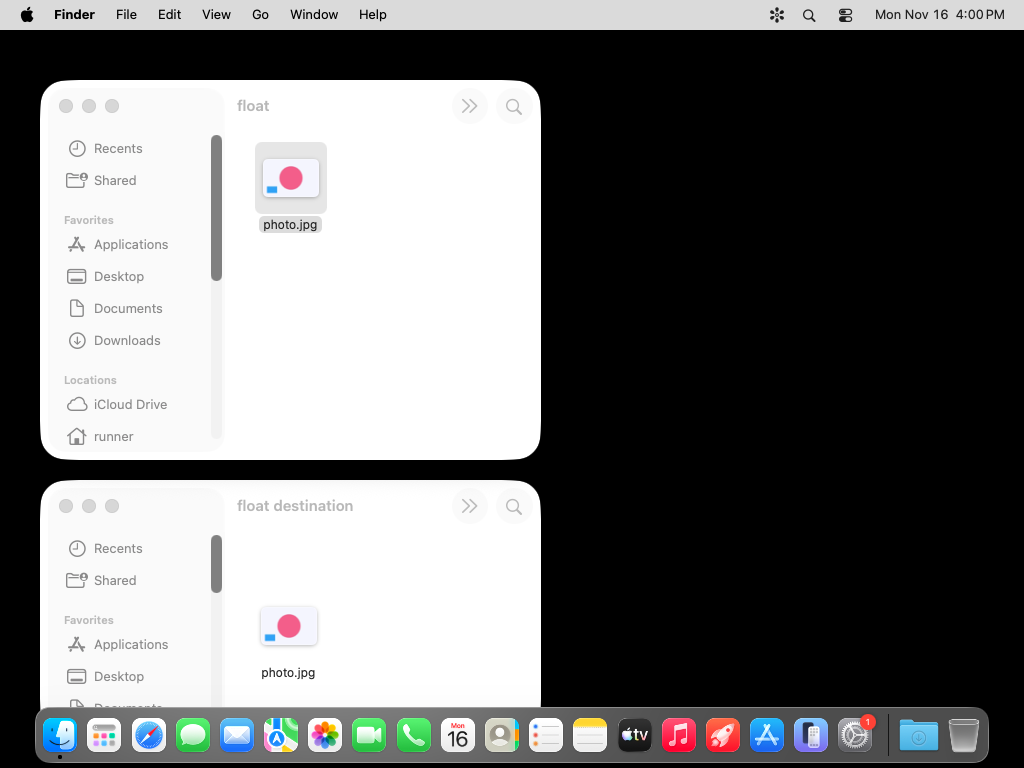 Finder File Edit View Go Window Help Mon Nov 16 4:00 PM
float
Recents
Shared
photo.jpg
Favorites
Applications
Desktop
Documents
Downloads
Locations
iCloud Drive
runner
float destination
Recents
Shared
Favorites
Applications
photo.jpg
Desktop
Documents
Mon
16
tv
1